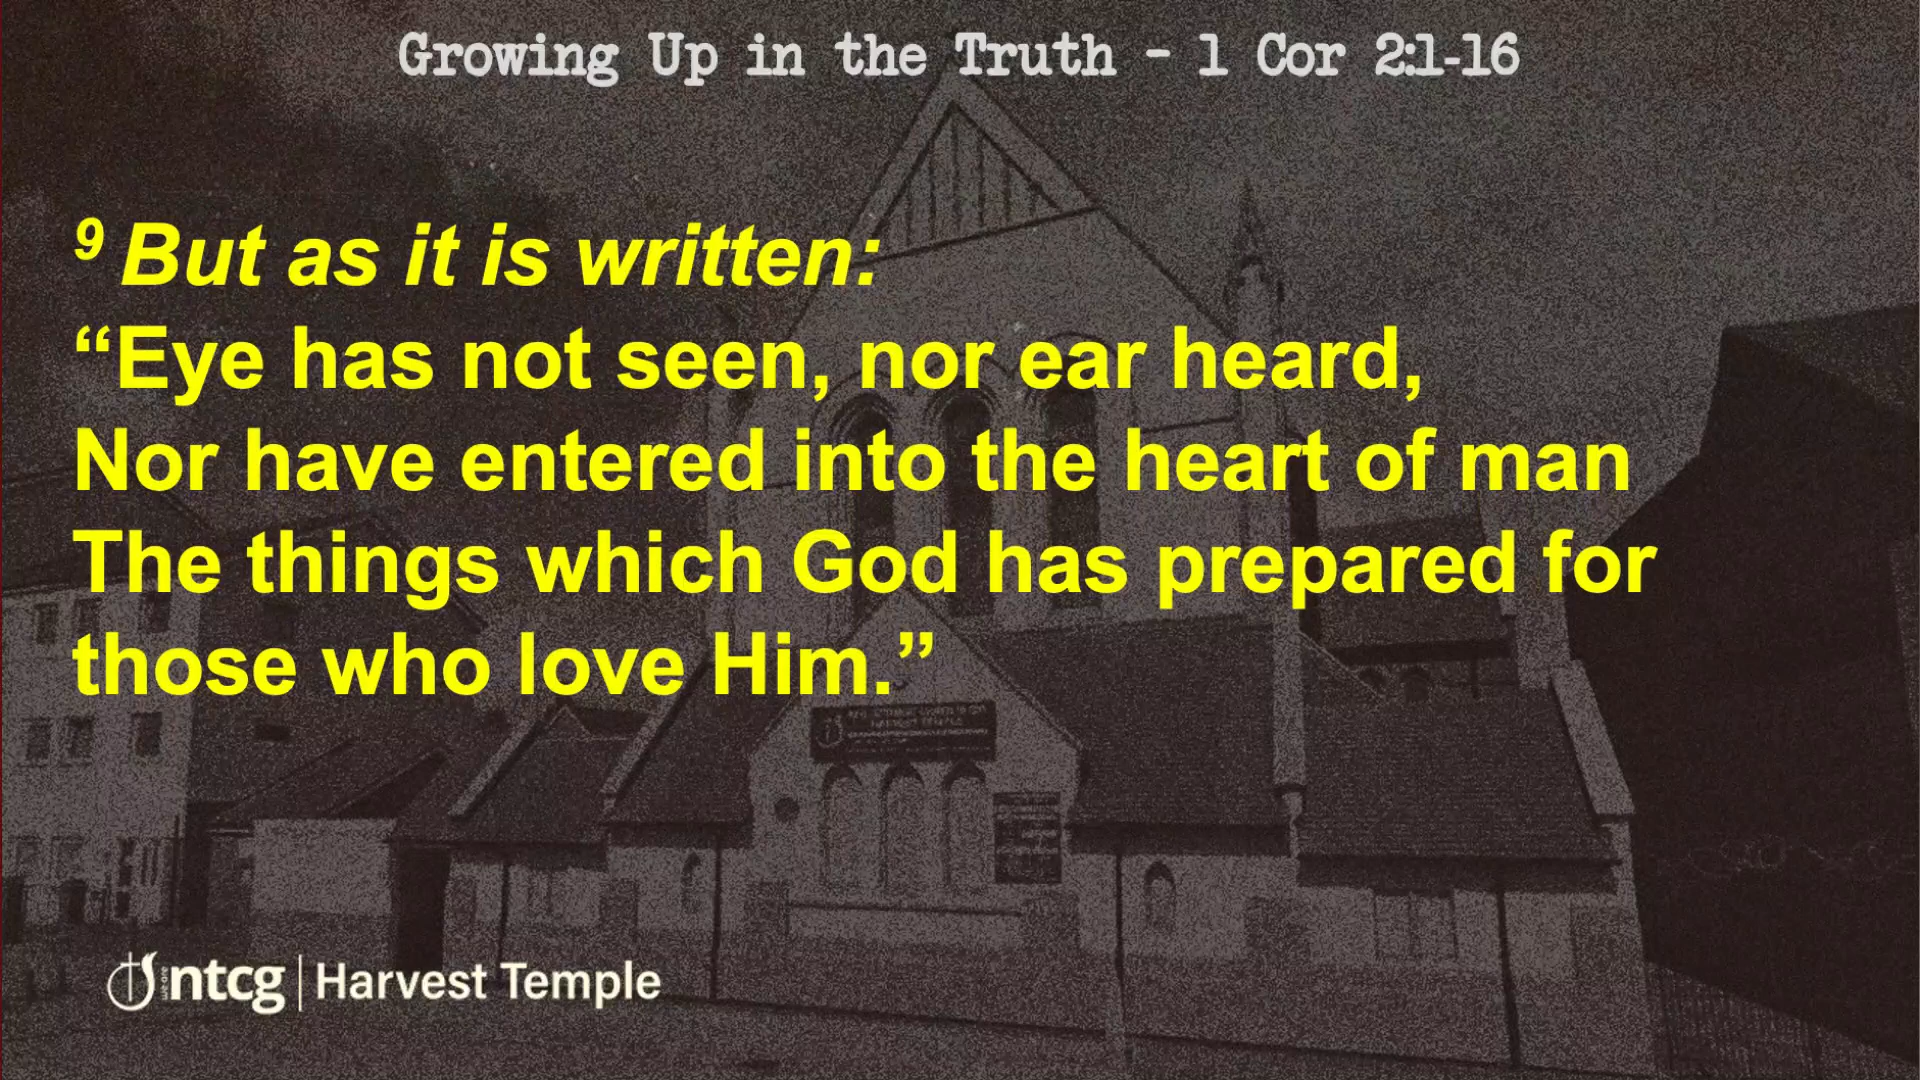 Growing Up in the Truth - 1 Cor 2:1-16
9 But as it is written:
“Eye has not seen, nor ear heard,
Nor have entered into the heart of man
The things which God has prepared for
those who love Him.”
we are ntcg | Harvest Temple